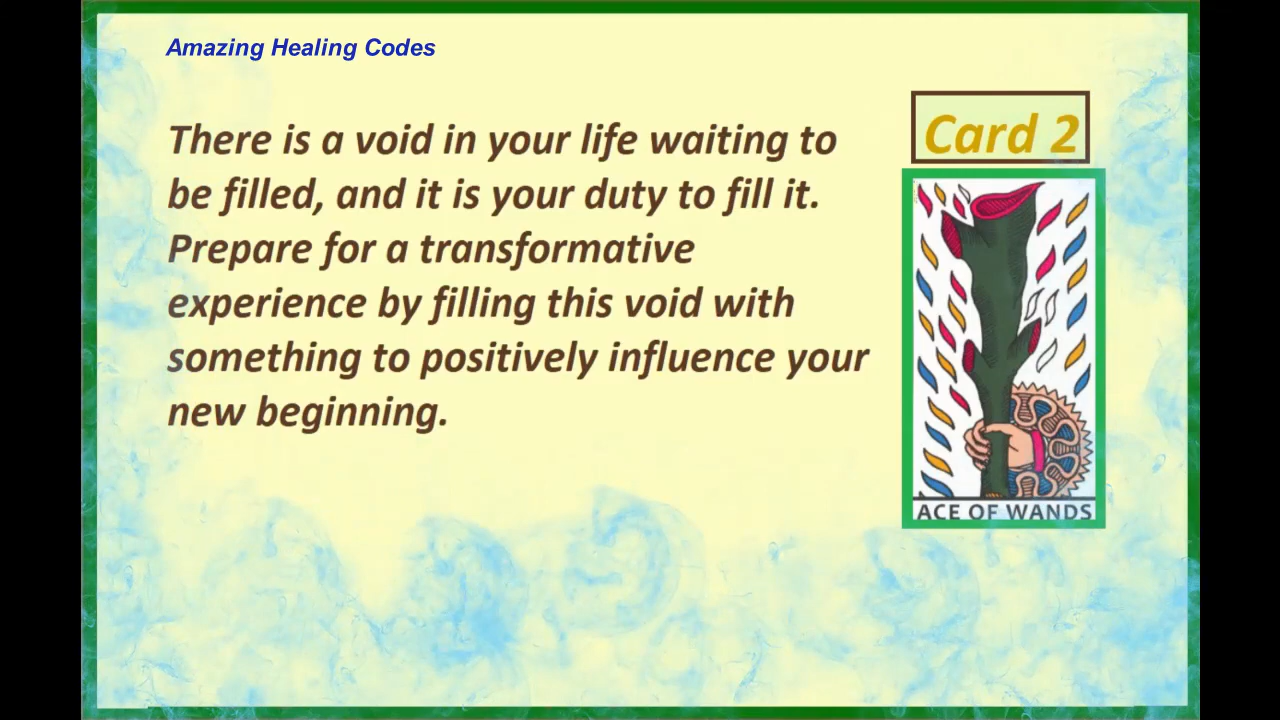 Amazing Healing Codes
There is a void in your life waiting to
be filled, and it is your duty to fill it.
Prepare for a transformative
experience by filling this void with
something to positively influence your
new beginning.
Card 2
ACE OF WANDS